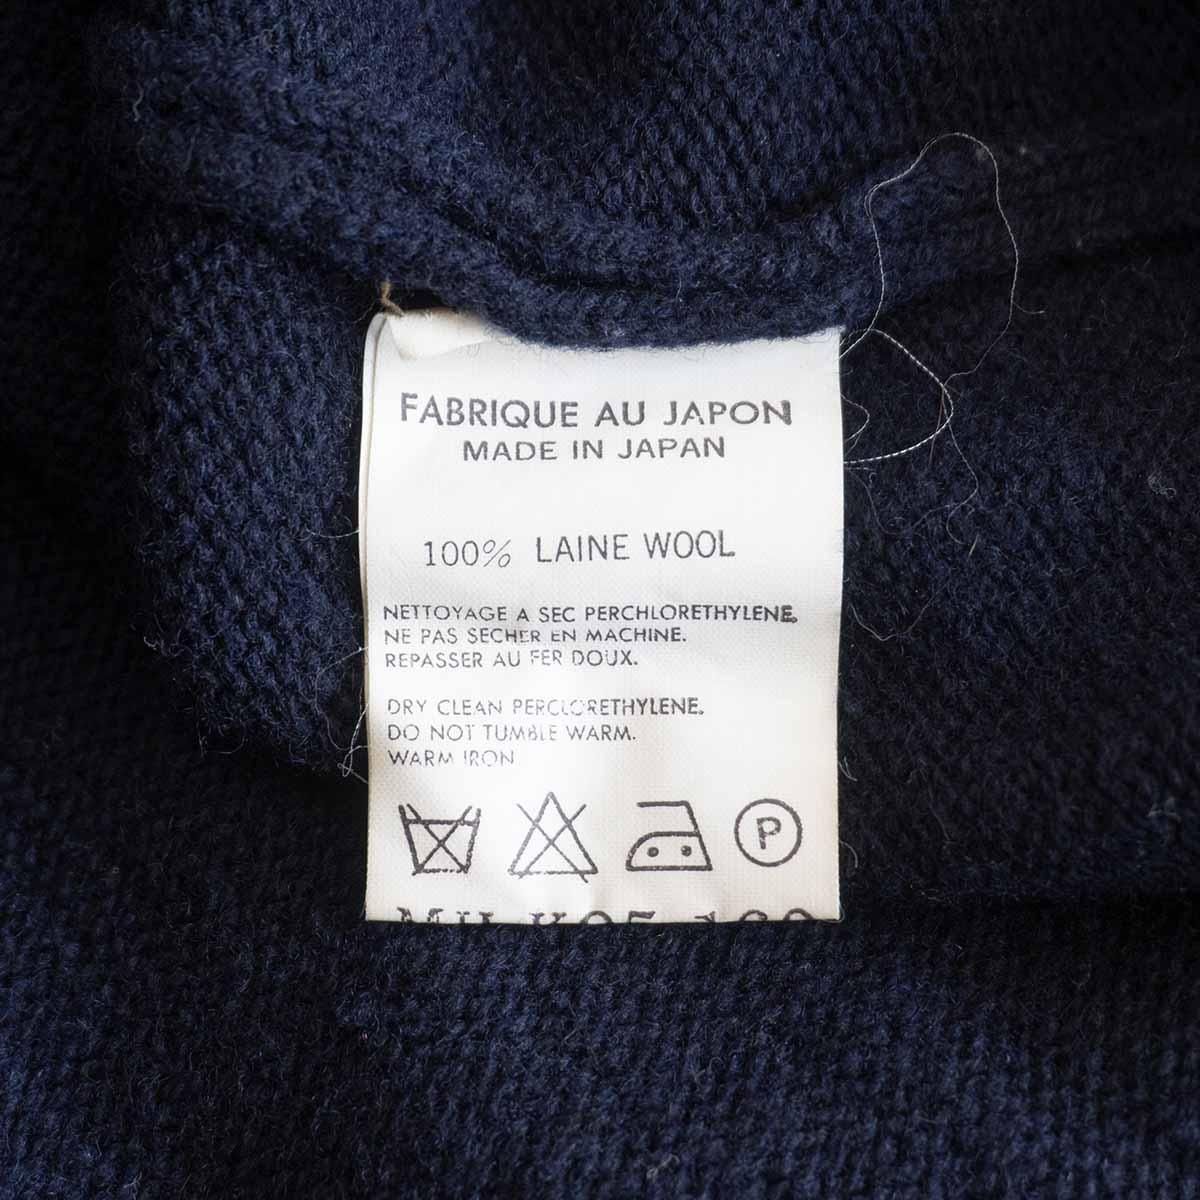 FABRIQUE AU JAPON
MADE IN JAPAN
100% LAINE WOOL
NETTOYAGE A SEC PERCHLORETHYLENE.
NE PAS SECHER EN MACHINE.
REPASSER AU FER DOUX.
DRY CLEAN PERCLORETHYLENE.
DO NOT TUMBLE WARM.
WARM IRON
P